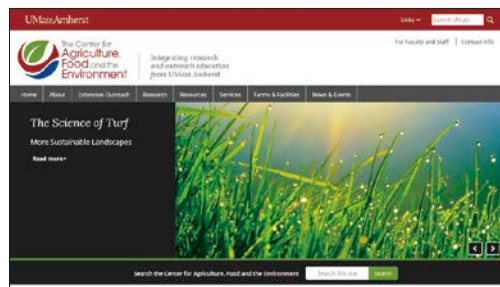 UMassAmherst
Links
Search UMass
For Faculty and Staff | Contact Info
The Center for
Agriculture,
Food and the
Environment
Integrating research
and outreach education
from UMass Amherst
Home About Extension Outreach Research Resources Services Farms & Facilities News & Events
The Science of Turf
More Sustainable Landscapes
Read more>
Search the Center for Agriculture, Food and the Environment Search this site Search